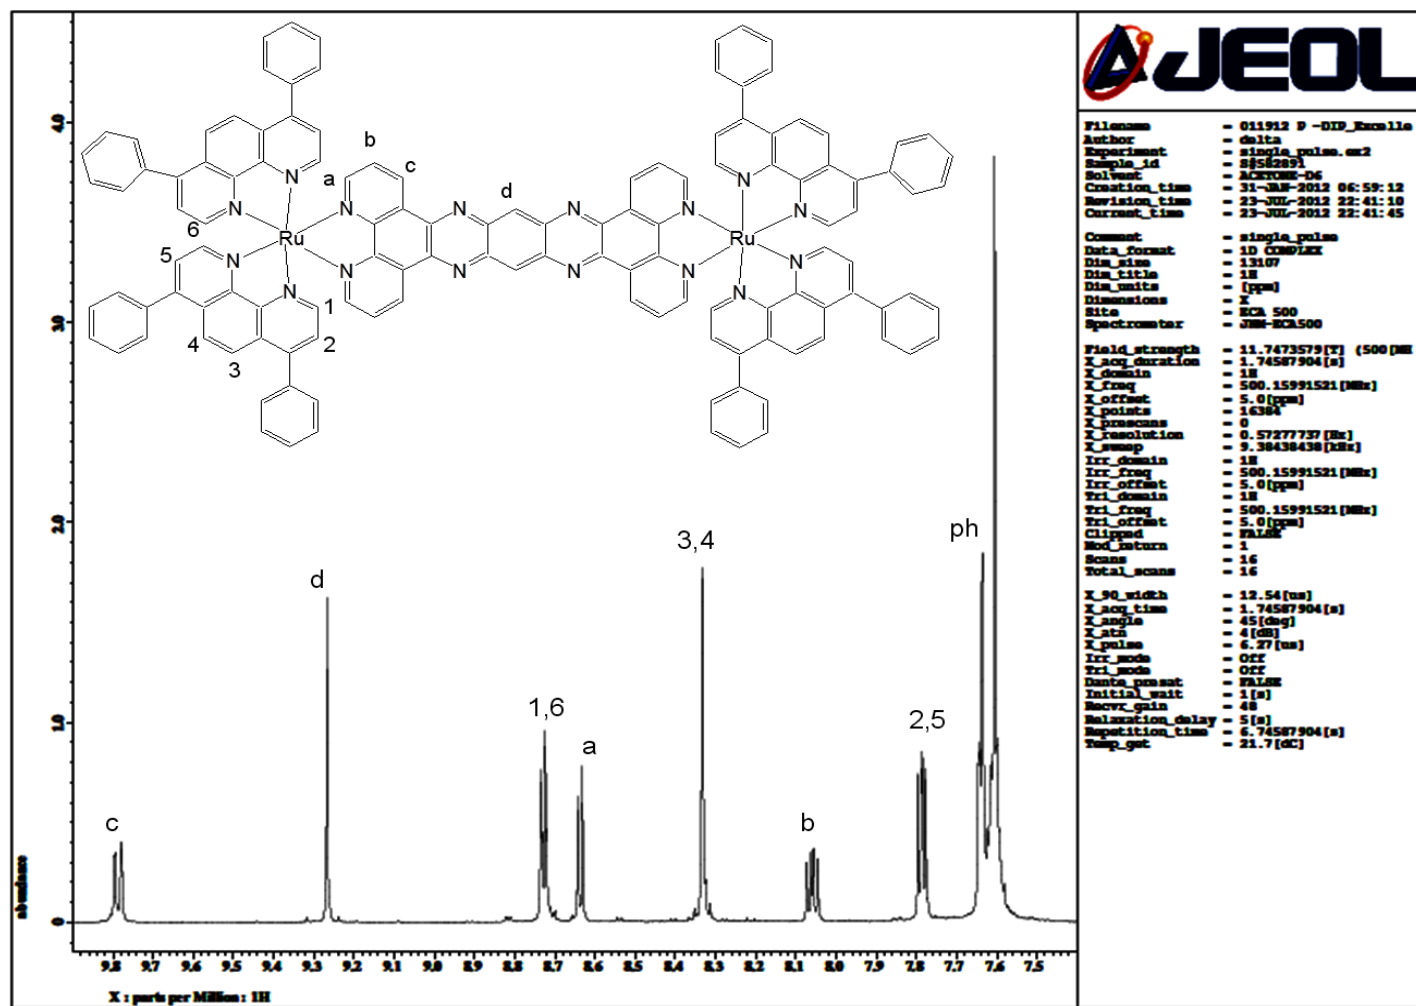 JEOL
Filename = 011912 P -DIP_Excelle
Author = delta
Experiment = single_pulse.ex2
Sample_id = S#582891
Solvent = ACETONE-D6
Creation_time = 31-JAN-2012 06:59:12
Revision_time = 23-JUL-2012 22:41:10
Current_time = 23-JUL-2012 22:41:45
Comment = single_pulse
Data_format = 1D COMPLEX
Dim_size = 13107
Dim_title = 1H
Dim_units = [ppm]
Dimensions = X
Site = ECA 500
Spectrometer = JNM-ECA500
Field_strength = 11.7473579[T] (500[MH
X_acq_duration = 1.74587904[s]
X_domain = 1H
X_freq = 500.15991521[MHz]
X_offset = 5.0[ppm]
X_points = 16384
X_prescans = 0
X_resolution = 0.57277737[Hz]
X_sweep = 9.38438438[kHz]
Irr_domain = 1H
Irr_freq = 500.15991521[MHz]
Irr_offset = 5.0[ppm]
Tri_domain = 1H
Tri_freq = 500.15991521[MHz]
Tri_offset = 5.0[ppm]
Clipped = FALSE
Mod_return = 1
Scans = 16
Total_scans = 16
X_90_width = 12.54[us]
X_acq_time = 1.74587904[s]
X_angle = 45[deg]
X_atn = 4[dB]
X_pulse = 6.27[us]
Irr_mode = Off
Tri_mode = Off
Dante_presat = FALSE
Initial_wait = 1[s]
Recvr_gain = 48
Relaxation_delay = 5[s]
Repetition_time = 6.74587904[s]
Temp_get = 21.7[dC]
b
c
a
d
N N N N N N
6
N N N N N N
Ru Ru
5
N N N N N N
N N
1
4 2
3
3,4
ph
d
1,6
a
2,5
c
b
4.0
3.0
2.0
1.0
0
abundance
9.8 9.7 9.6 9.5 9.4 9.3 9.2 9.1 9.0 8.9 8.8 8.7 8.6 8.5 8.4 8.3 8.2 8.1 8.0 7.9 7.8 7.7 7.6 7.5
X : parts per Million : 1H